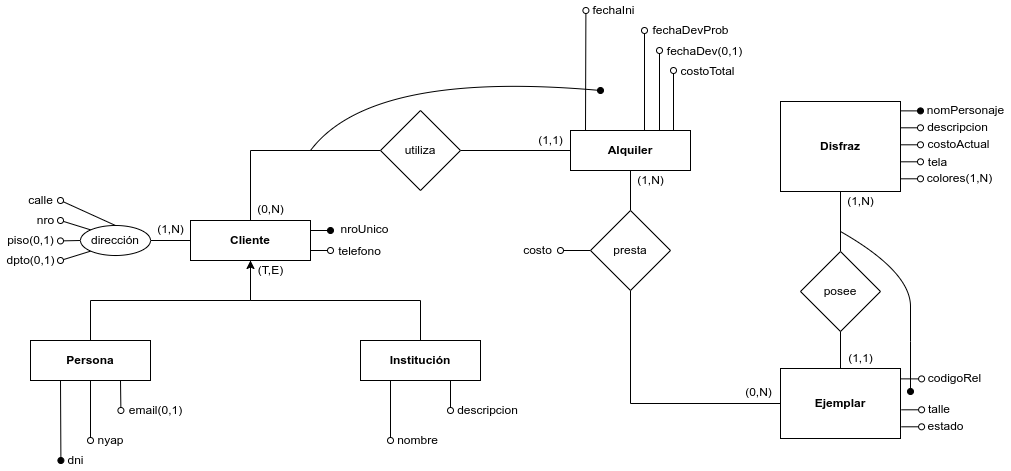 fechaIni
fechaDevProb
fechaDev(0,1)
costoTotal
nomPersonaje
descripcion
costoActual
tela
colores(1,N)
Disfraz
utiliza
(1,1)
Alquiler
(1,N)
(1,N)
calle
nro
piso(0,1)
dpto(0,1)
dirección
(1,N)
(0,N)
Cliente
nroUnico
telefono
(T,E)
costo
presta
posee
Persona
Institución
(1,1)
(0,N)
Ejemplar
codigoRel
talle
estado
email(0,1)
nyap
dni
descripcion
nombre